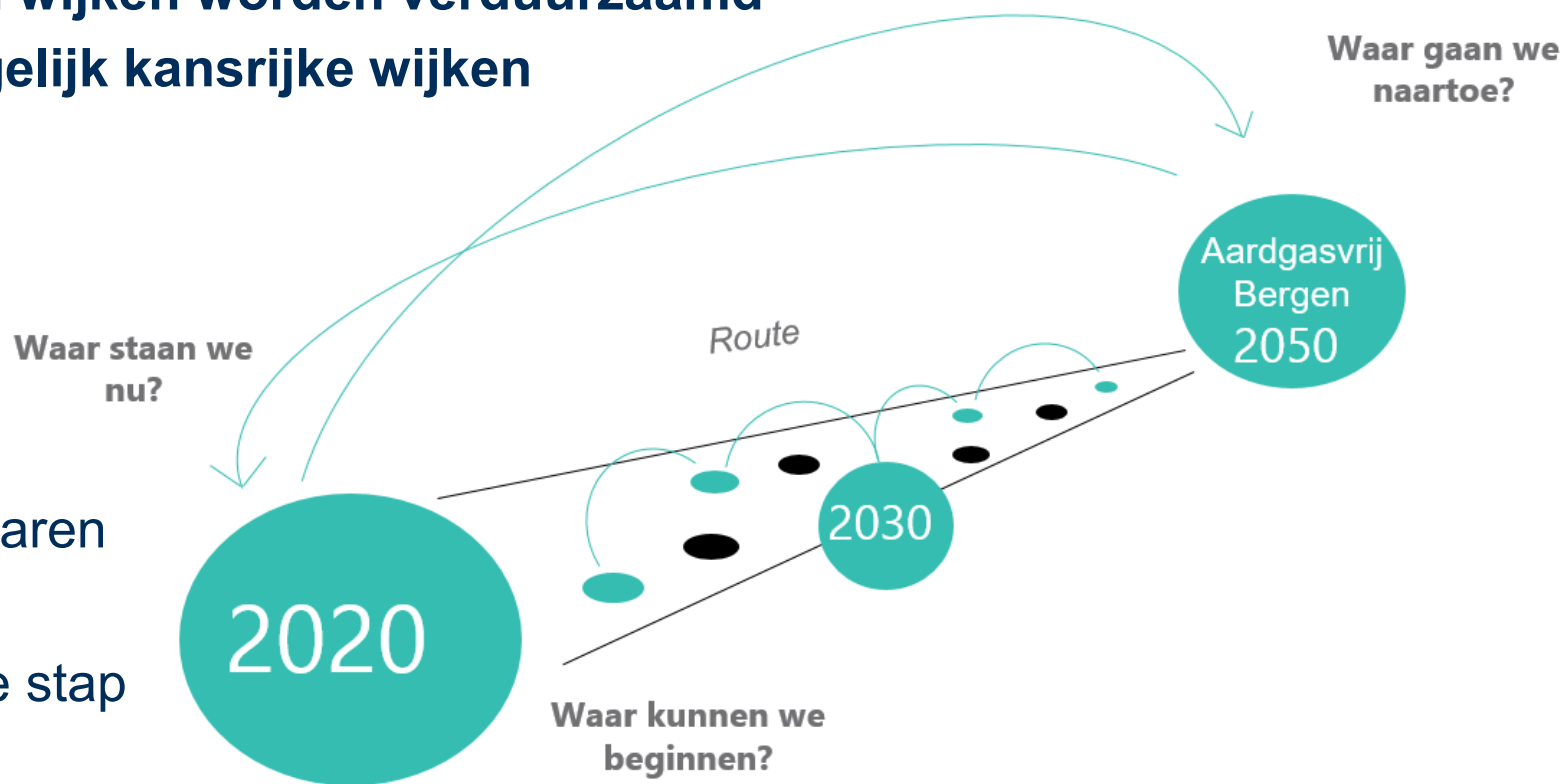 wijken worden verduurzaamd
gelijk kansrijke wijken
Waar gaan we
naartoe?
Aardgasvrij
Bergen
2050
Route
Waar staan we
nu?
2030
aren
2020
e stap
Waar kunnen we
beginnen?